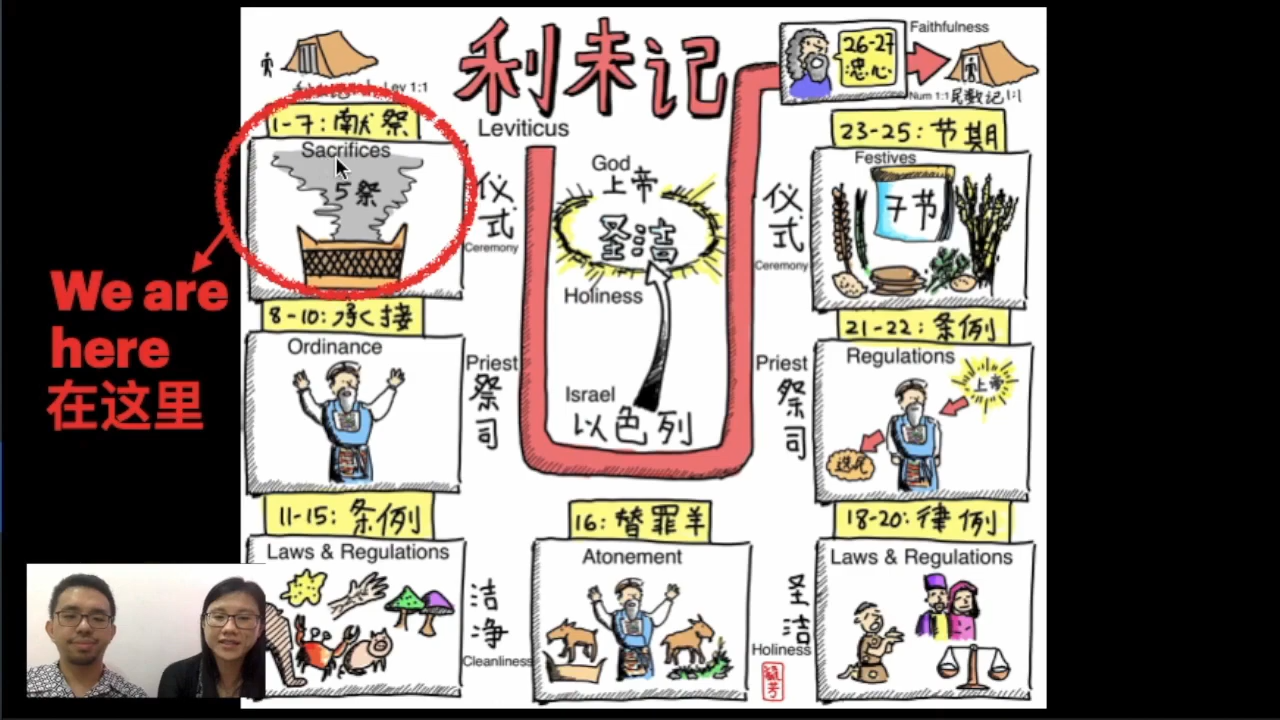 利未记
Leviticus
Lev 1:1
1-7: 献祭
Sacrifices
5祭
We are
here
在这里
8-10: 承接
Ordinance
11-15: 条例
Laws & Regulations
仪式
Ceremony
Priest
祭司
洁净
Cleanliness
God
上帝
圣洁
Holiness
Israel
以色列
16: 替罪羊
Atonement
26-27
忠心
Faithfulness
Num 1:1 民数记1:1
23-25: 节期
Festives
7节
仪式
Ceremony
21-22: 条例
Regulations
上帝
选民
Priest
祭司
18-20: 律例
Laws & Regulations
圣洁
Holiness